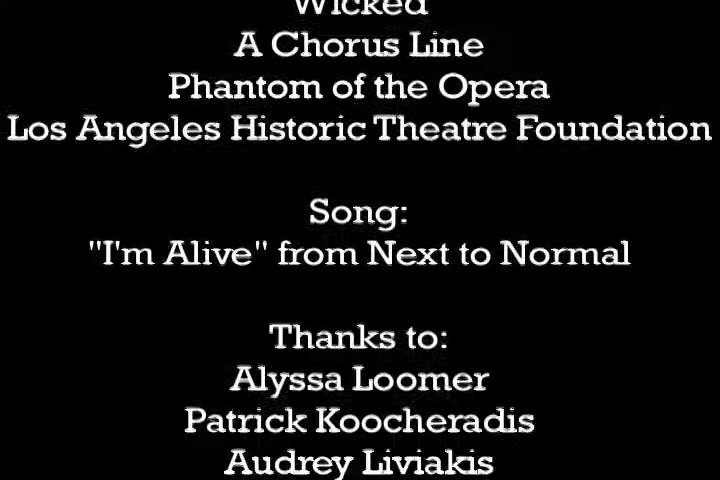 Wicked
A Chorus Line
Phantom of the Opera
Los Angeles Historic Theatre Foundation
Song:
"I'm Alive" from Next to Normal
Thanks to:
Alyssa Loomer
Patrick Koocheradis
Audrey Liviakis